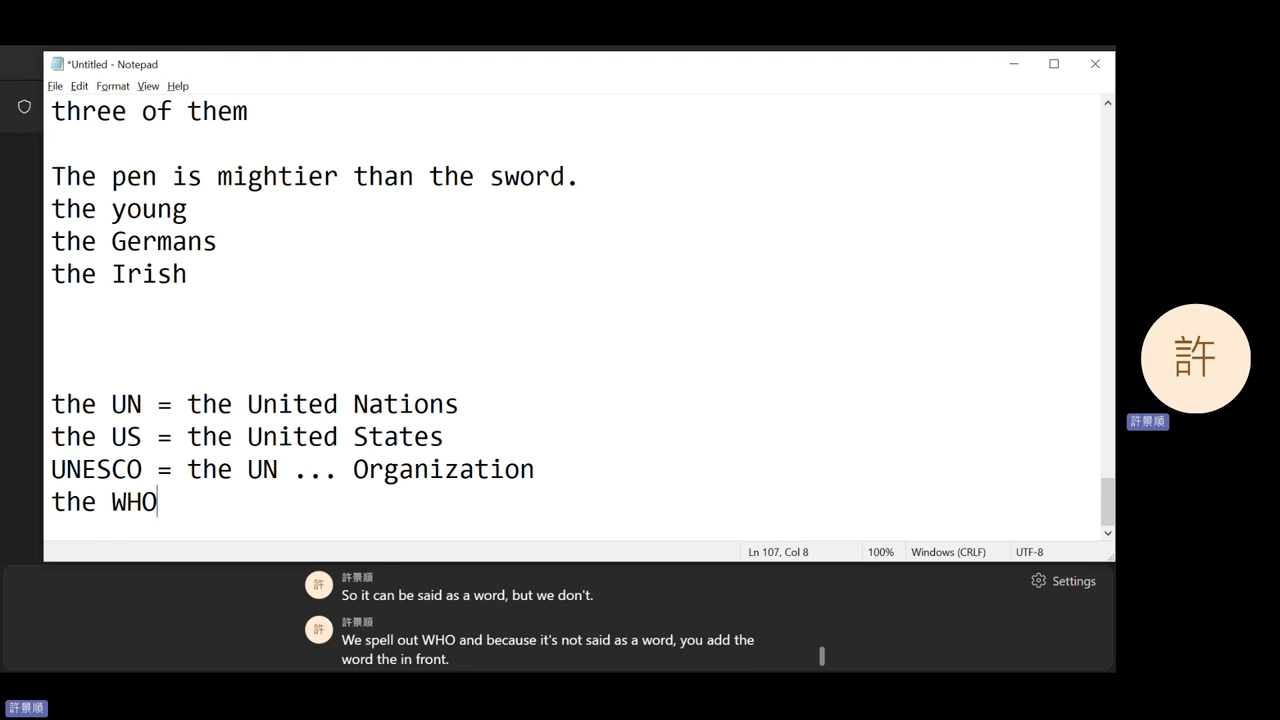 *Untitled - Notepad
File Edit Format View Help
three of them
The pen is mightier than the sword.
the young
the Germans
the Irish
the UN = the United Nations
the US = the United States
UNESCO = the UN ... Organization
the WHO
Ln 107, Col 8 100% Windows (CRLF) UTF-8
許
許景順
許 許景順
So it can be said as a word, but we don't.
Settings
許 許景順
We spell out WHO and because it's not said as a word, you add the
word the in front.
許景順